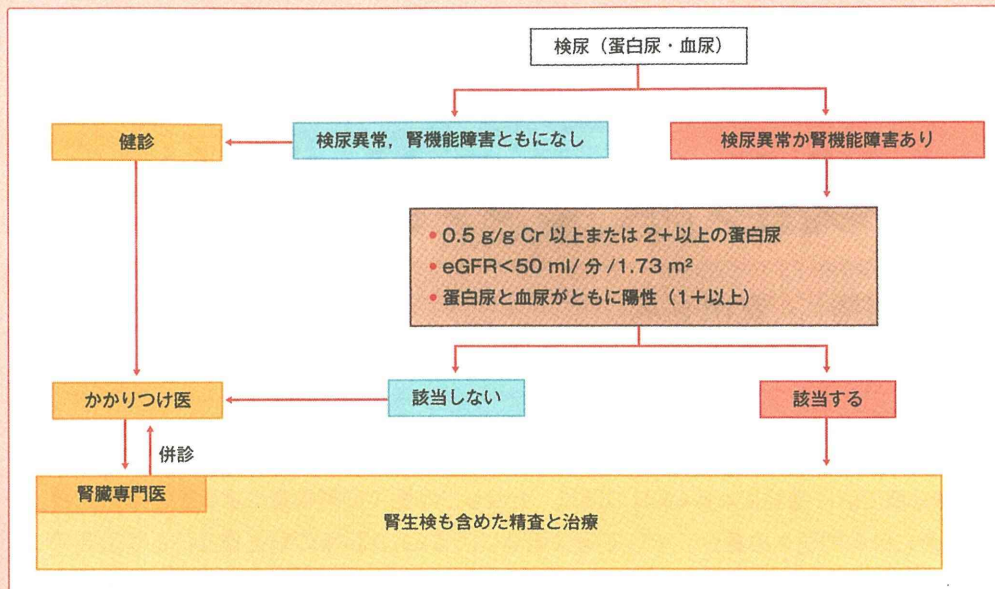 検尿（蛋白尿・血尿）
健診
検尿異常，腎機能障害ともになし
検尿異常か腎機能障害あり
• 0.5 g/g Cr 以上または 2＋以上の蛋白尿
• eGFR＜50 ml/ 分 /1.73 m²
• 蛋白尿と血尿がともに陽性（1＋以上）
かかりつけ医
該当しない
該当する
併診
腎臓専門医
腎生検も含めた精査と治療